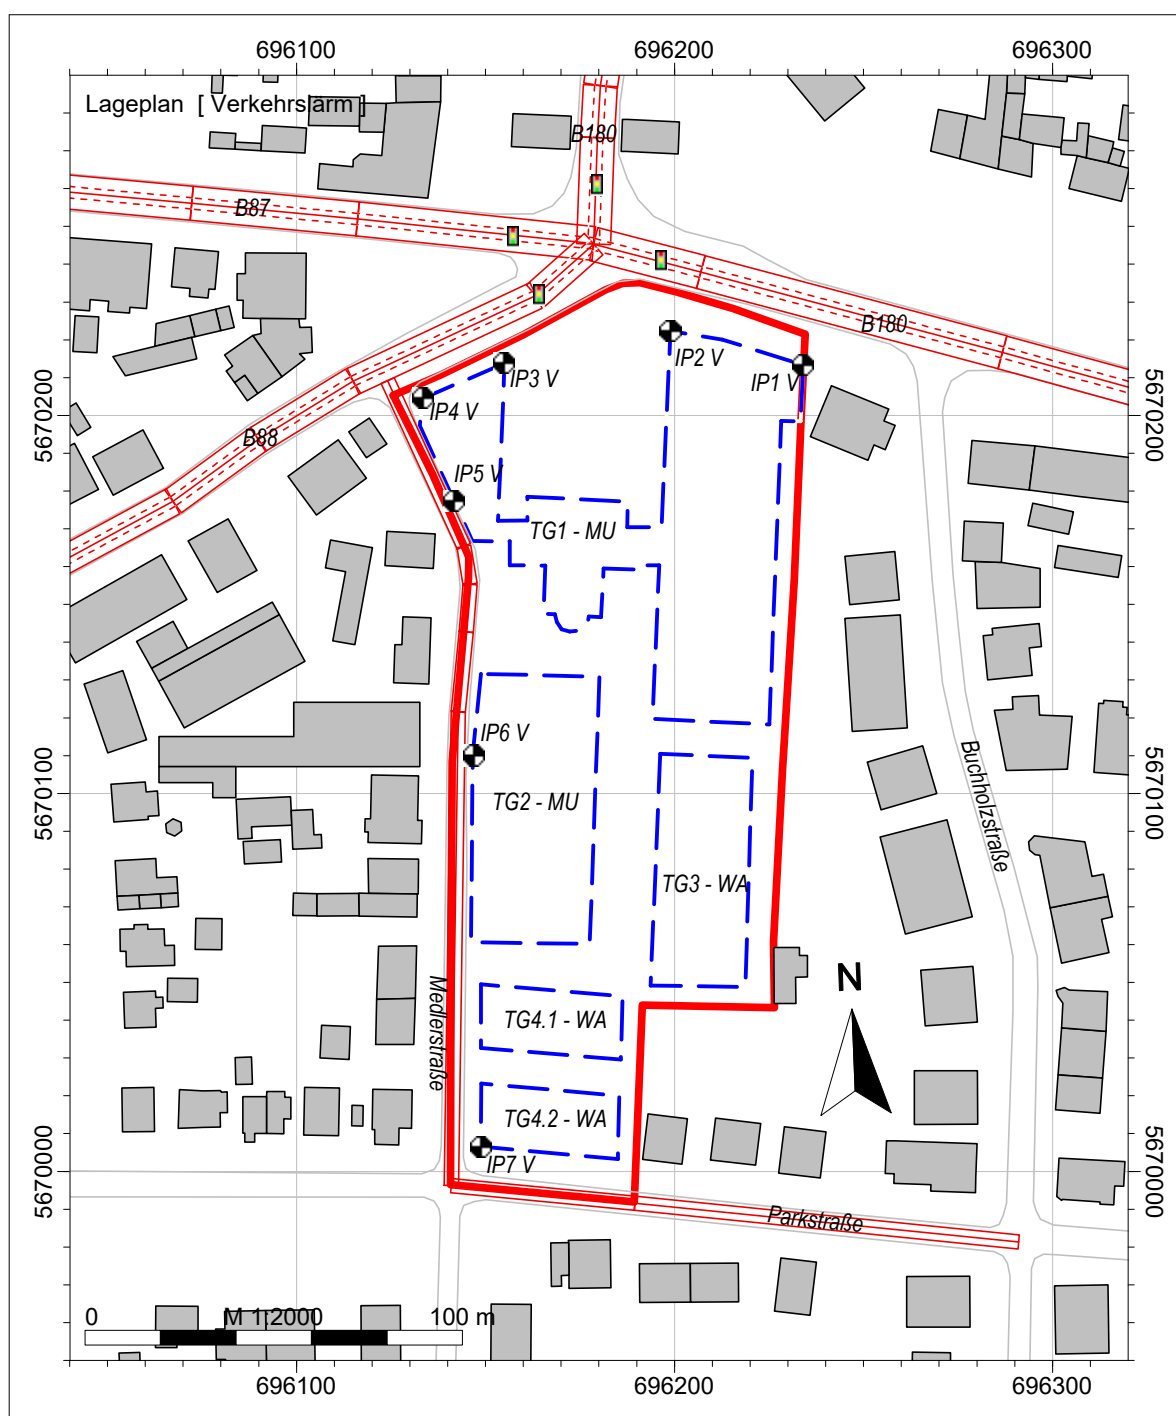 696100
696200
696300
Lageplan [ Verkehrslärm ]
B180
B87
B180
IP2 V
IP3 V
IP1 V
IP4 V
5670200
5670200
B88
IP5 V
TG1 - MU
IP6 V
Buchholzstraße
5670100
TG2 - MU
5670100
TG3 - WA
N
Medlerstraße
TG4.1 - WA
TG4.2 - WA
IP7 V
5670000
5670000
Parkstraße
0 M 1:2000 100 m
696100
696200
696300